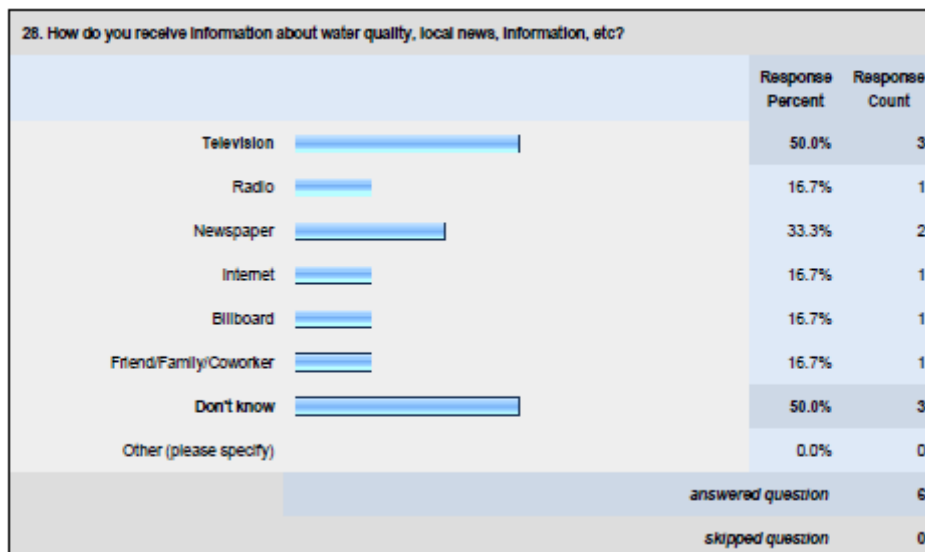 28. How do you receive information about water quality, local news, information, etc?
Response Percent Response Count
Television 50.0% 3
Radio 16.7% 1
Newspaper 33.3% 2
Internet 16.7% 1
Billboard 16.7% 1
Friend/Family/Coworker 16.7% 1
Don't know 50.0% 3
Other (please specify) 0.0% 0
answered question 6
skipped question 0